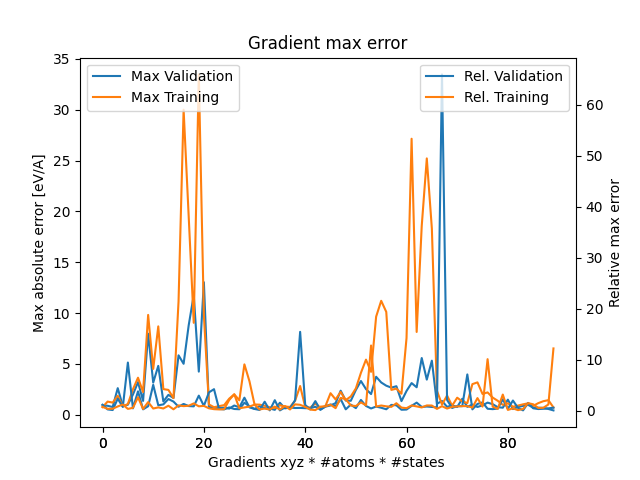 Gradient max error
Max Validation
Max Training
Rel. Validation
Rel. Training
Max absolute error [eV/A]
35
30
25
20
15
10
5
0
60
50
40
30
20
10
0
Relative max error
0 20 40 60 80
Gradients xyz * #atoms * #states